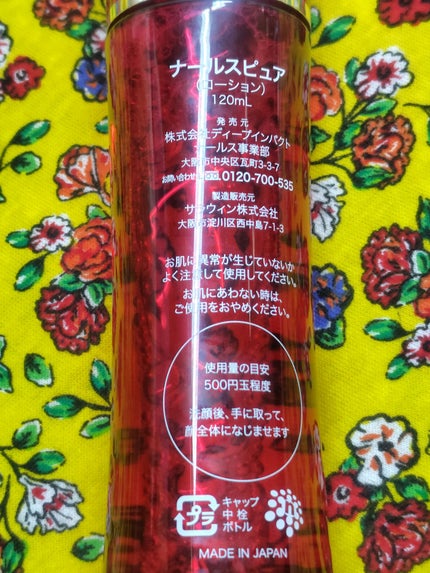 ナールスピュア
(ローション)
120mL
発売元
株式会社ディープインパクト
ナールス事業部
大阪市中央区瓦町3-3-7
お問い合わせ 0120-700-535
製造販売元
サラウィン株式会社
大阪市淀川区西中島7-1-3
お肌に異常が生じていないか
よく注意して使用してください。
お肌にあわない時は、
ご使用をおやめください。
使用量の目安
500円玉程度
洗顔後、手に取って、
顔全体になじませます
プラ
キャップ
中栓
ボトル
MADE IN JAPAN